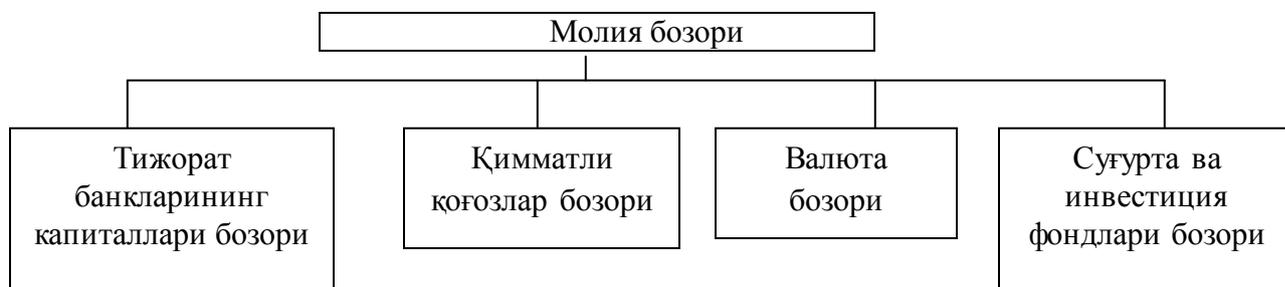 Молия бозори
Тижорат
банкларининг
капиталлари бозори
Қимматли
қоғозлар бозори
Валюта
бозори
Суғурта ва
инвестиция
фондлари бозори